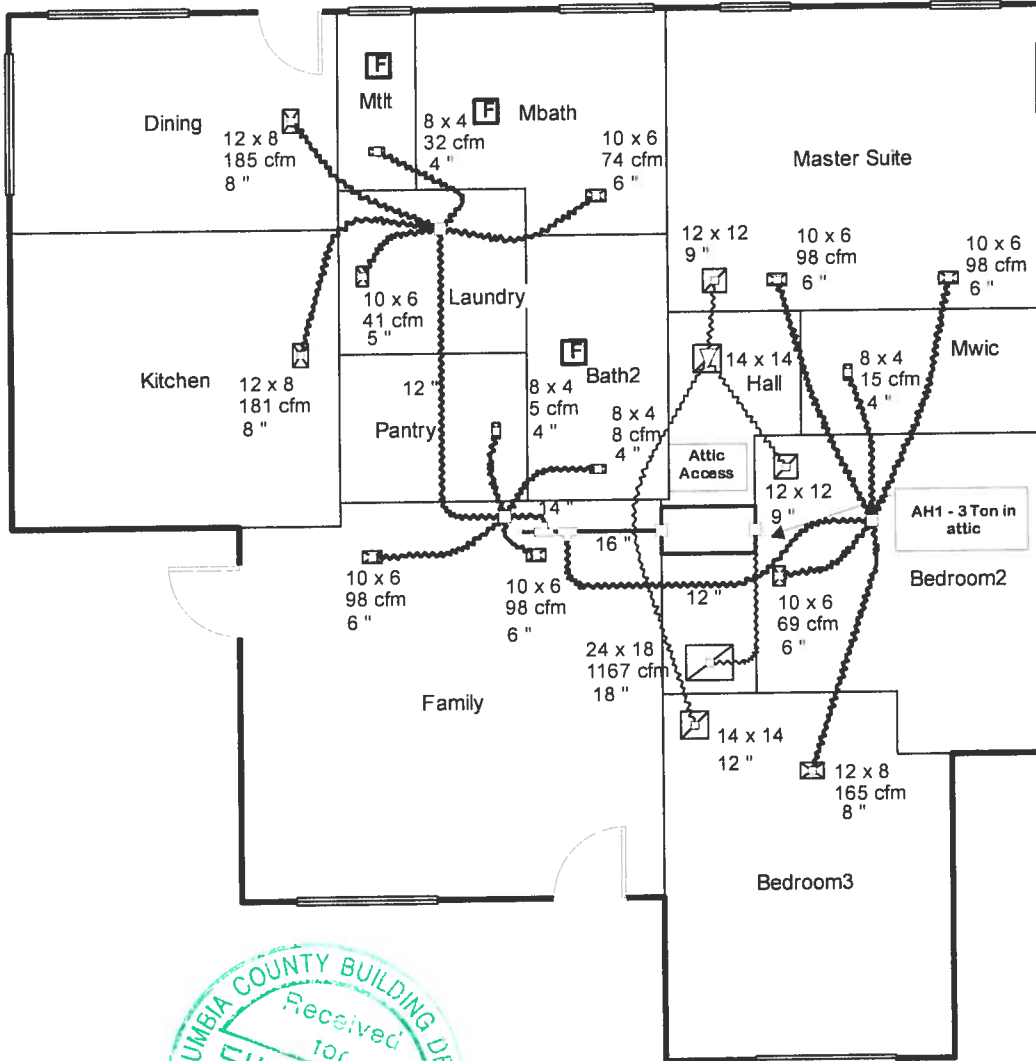 F
Mtlt
F
Mbath
Dining
12 x 8
185 cfm
8 "
8 x 4
32 cfm
4 "
10 x 6
74 cfm
6 "
Master Suite
12 x 12
9 "
10 x 6
98 cfm
6 "
10 x 6
98 cfm
6 "
10 x 6
41 cfm
5 "
Laundry
Kitchen
12 x 8
181 cfm
8 "
12 "
F
Bath2
14 x 14
Hall
8 x 4
15 cfm
4 "
Mwic
Pantry
8 x 4
5 cfm
4 "
8 x 4
8 cfm
4 "
Attic
Access
12 x 12
9 "
AH1 - 3 Ton in
attic
14 "
16 "
10 x 6
98 cfm
6 "
10 x 6
98 cfm
6 "
12 "
10 x 6
69 cfm
6 "
Bedroom2
24 x 18
1167 cfm
18 "
Family
14 x 14
12 "
12 x 8
165 cfm
8 "
Bedroom3
UMBIA COUNTY BUILDING DE
Received